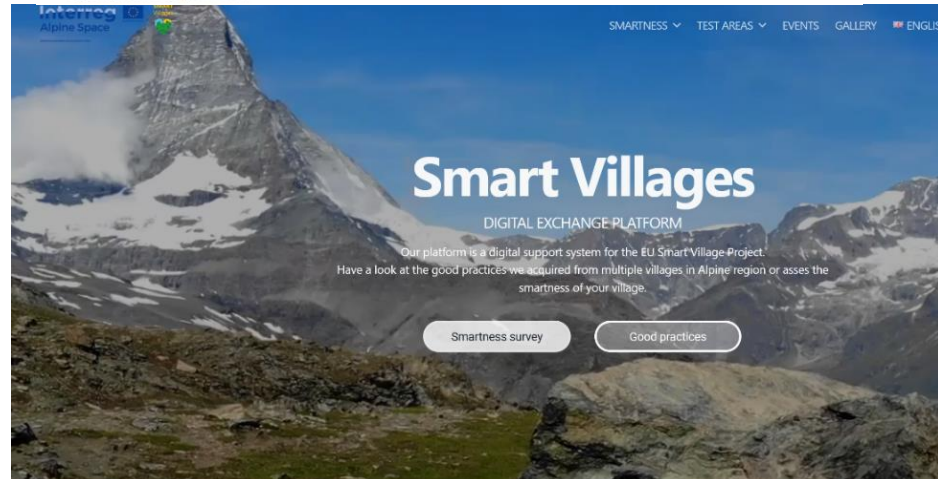 Interreg
Alpine Space
SMARTNESS TEST AREAS EVENTS GALLERY ENGLIS
Smart Villages
DIGITAL EXCHANGE PLATFORM
Our platform is a digital support system for the EU Smart Village Project.
Have a look at the good practices we acquired from multiple villages in Alpine region or asses the
smartness of your village.
Smartness survey Good practices